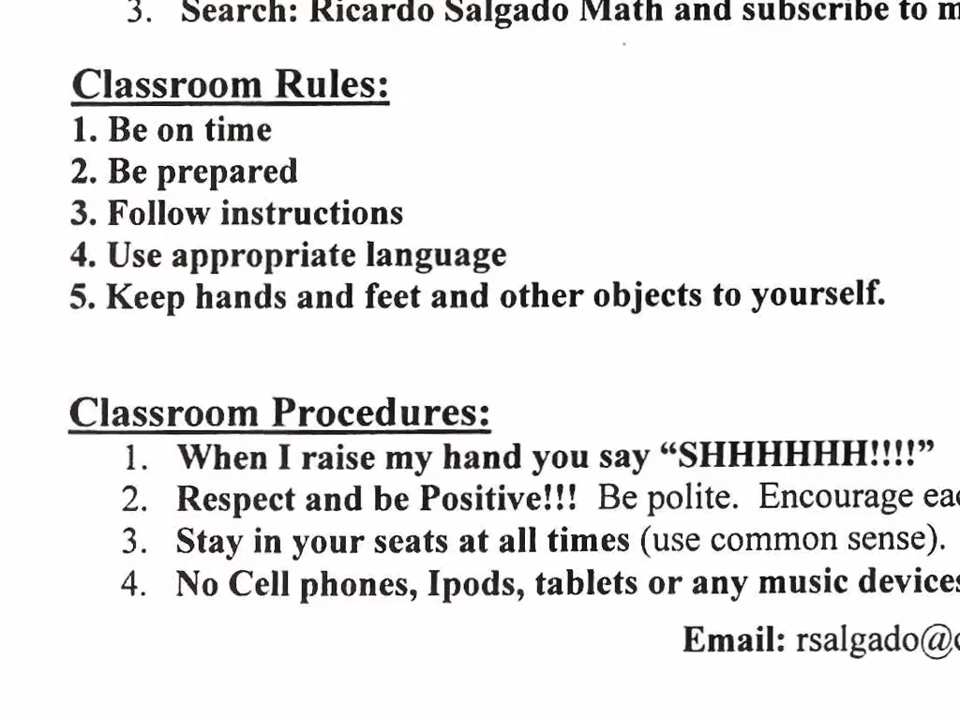 3. Search: Ricardo Salgado Math and subscribe to
Classroom Rules:
1. Be on time
2. Be prepared
3. Follow instructions
4. Use appropriate language
5. Keep hands and feet and other objects to yourself.
Classroom Procedures:
1. When I raise my hand you say “SHHHHHH!!!!”
2. Respect and be Positive!!! Be polite. Encourage
3. Stay in your seats at all times (use common sense).
4. No Cell phones, Ipods, tablets or any music devices
Email: rsalgado@